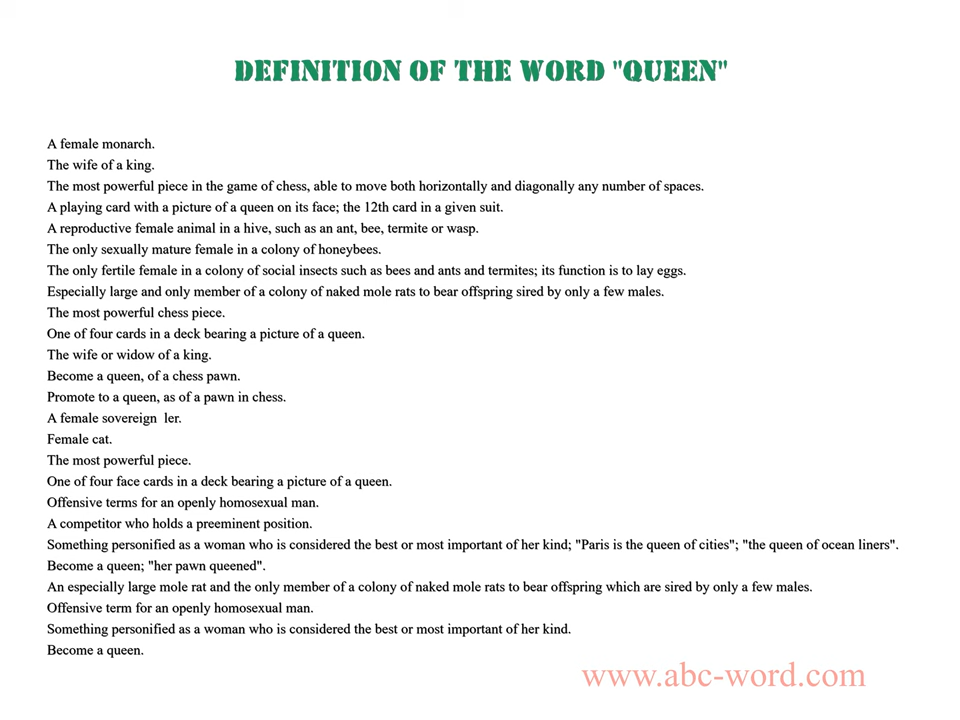 DEFINITION OF THE WORD "QUEEN"
A female monarch.
The wife of a king.
The most powerful piece in the game of chess, able to move both horizontally and diagonally any number of spaces.
A playing card with a picture of a queen on its face; the 12th card in a given suit.
A reproductive female animal in a hive, such as an ant, bee, termite or wasp.
The only sexually mature female in a colony of honeybees.
The only fertile female in a colony of social insects such as bees and ants and termites; its function is to lay eggs.
Especially large and only member of a colony of naked mole rats to bear offspring sired by only a few males.
The most powerful chess piece.
One of four cards in a deck bearing a picture of a queen.
The wife or widow of a king.
Become a queen, of a chess pawn.
Promote to a queen, as of a pawn in chess.
A female sovereign  ler.
Female cat.
The most powerful piece.
One of four face cards in a deck bearing a picture of a queen.
Offensive terms for an openly homosexual man.
A competitor who holds a preeminent position.
Something personified as a woman who is considered the best or most important of her kind; "Paris is the queen of cities"; "the queen of ocean liners".
Become a queen; "her pawn queened".
An especially large mole rat and the only member of a colony of naked mole rats to bear offspring which are sired by only a few males.
Offensive term for an openly homosexual man.
Something personified as a woman who is considered the best or most important of her kind.
Become a queen.
www.abc-word.com